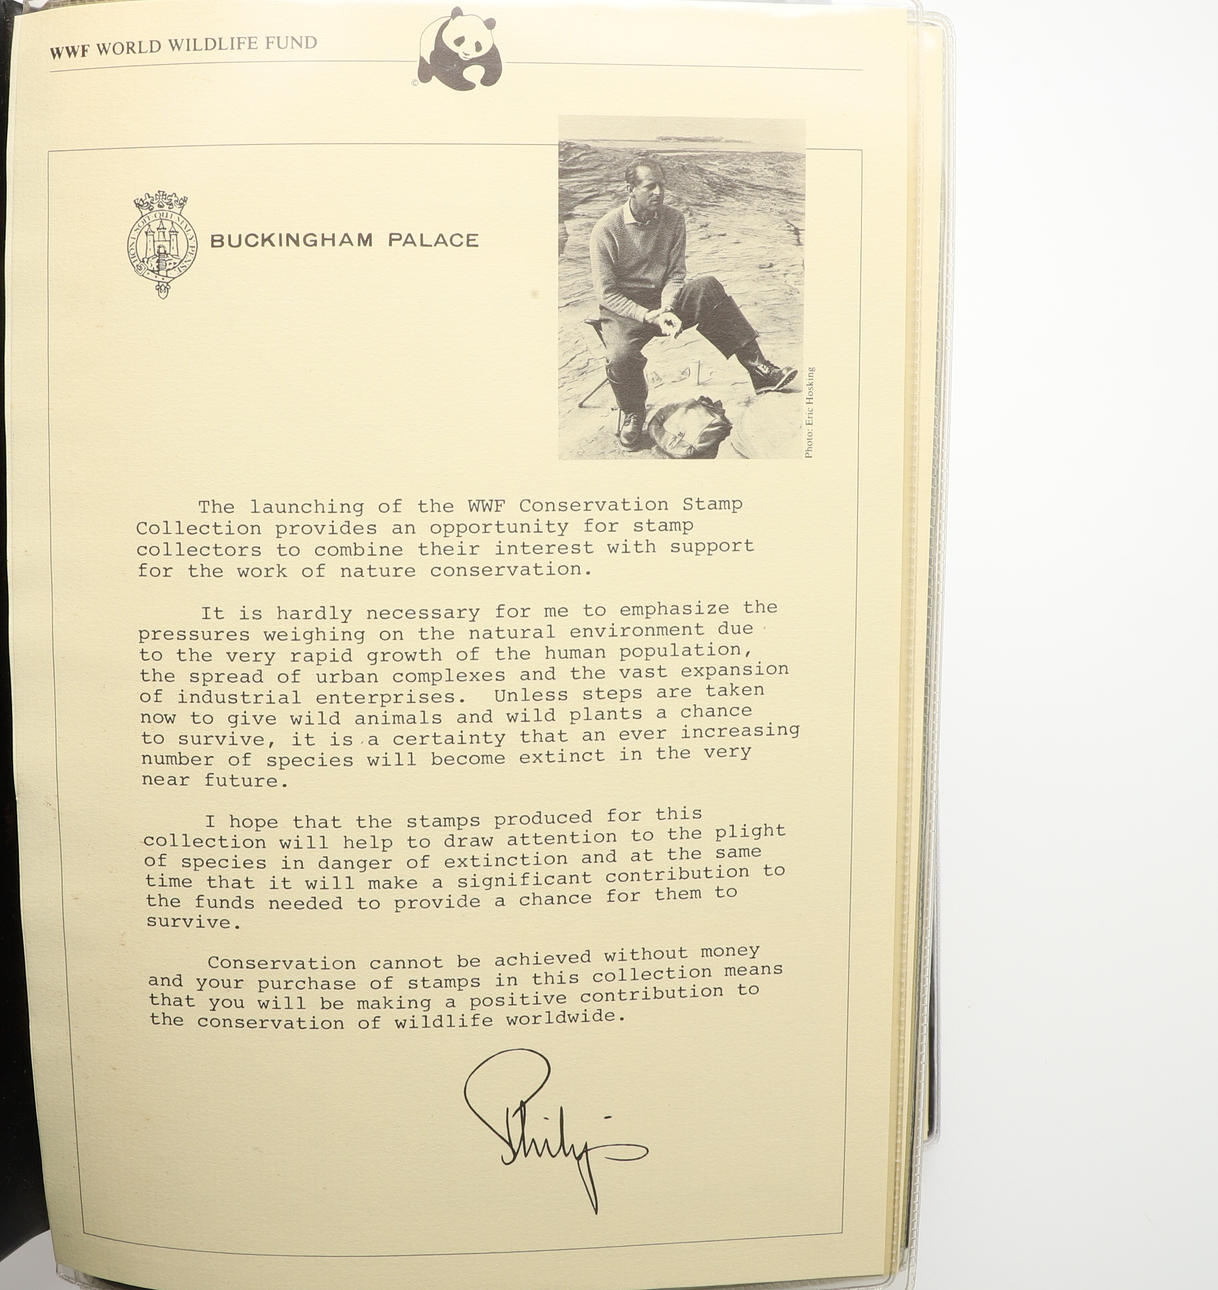 WWF WORLD WILDLIFE FUND
©
HONI SOIT QUI MAL Y PENSE
BUCKINGHAM PALACE
Photo: Eric Hosking
The launching of the WWF Conservation Stamp
Collection provides an opportunity for stamp
collectors to combine their interest with support
for the work of nature conservation.
It is hardly necessary for me to emphasize the
pressures weighing on the natural environment due
to the very rapid growth of the human population,
the spread of urban complexes and the vast expansion
of industrial enterprises. Unless steps are taken
now to give wild animals and wild plants a chance
to survive, it is a certainty that an ever increasing
number of species will become extinct in the very
near future.
I hope that the stamps produced for this
collection will help to draw attention to the plight
of species in danger of extinction and at the same
time that it will make a significant contribution to
the funds needed to provide a chance for them to
survive.
Conservation cannot be achieved without money
and your purchase of stamps in this collection means
that you will be making a positive contribution to
the conservation of wildlife worldwide.
Philip